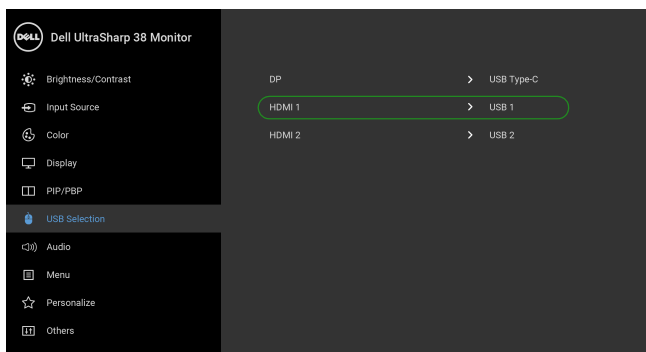 DELL Dell UltraSharp 38 Monitor
Brightness/Contrast
DP > USB Type-C
Input Source
HDMI 1 > USB 1
Color
HDMI 2 > USB 2
Display
PIP/PBP
USB Selection
Audio
Menu
Personalize
Others